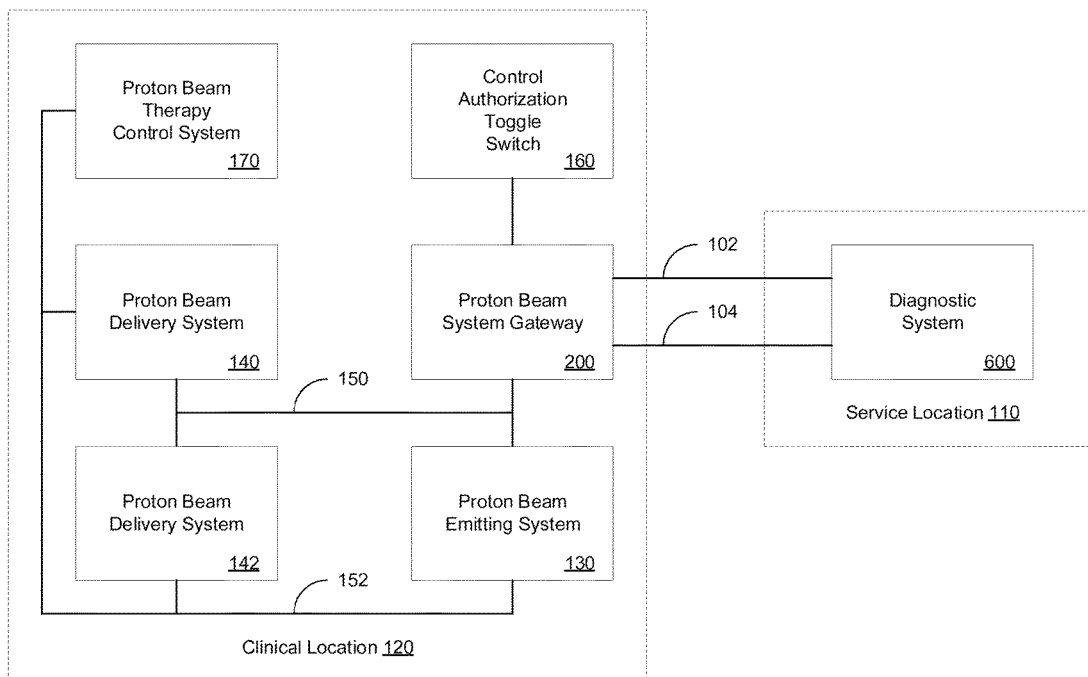 Proton Beam
Therapy
Control System
170
Control
Authorization
Toggle
Switch
160
Proton Beam
Delivery System
140
Proton Beam
System Gateway
200
102
104
Diagnostic
System
600
Service Location 110
150
Proton Beam
Delivery System
142
Proton Beam
Emitting System
130
152
Clinical Location 120